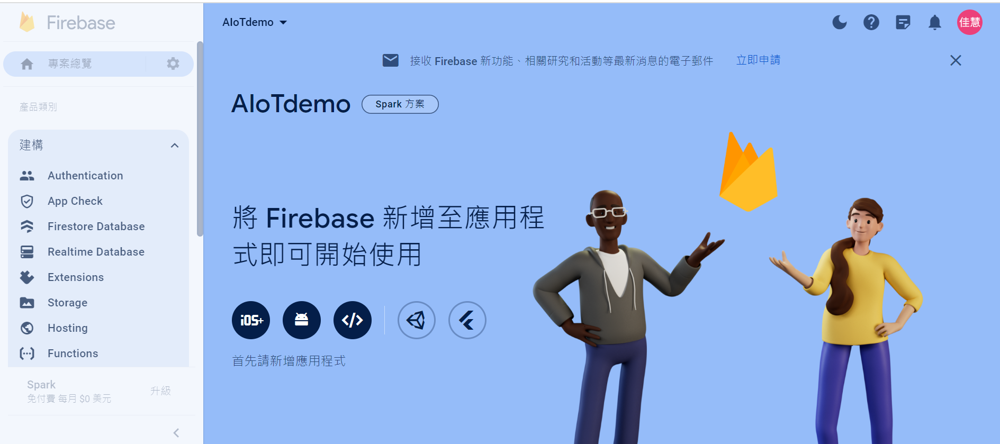 Firebase
專案總覽
產品類別
建構
Authentication
App Check
Firestore Database
Realtime Database
Extensions
Storage
Hosting
Functions
Spark
免付費 每月 $0 美元
升級
AIoTdemo
佳慧
接收 Firebase 新功能、相關研究和活動等最新消息的電子郵件
立即申請
AIoTdemo
Spark 方案
將 Firebase 新增至應用程
式即可開始使用
iOS+
首先請新增應用程式